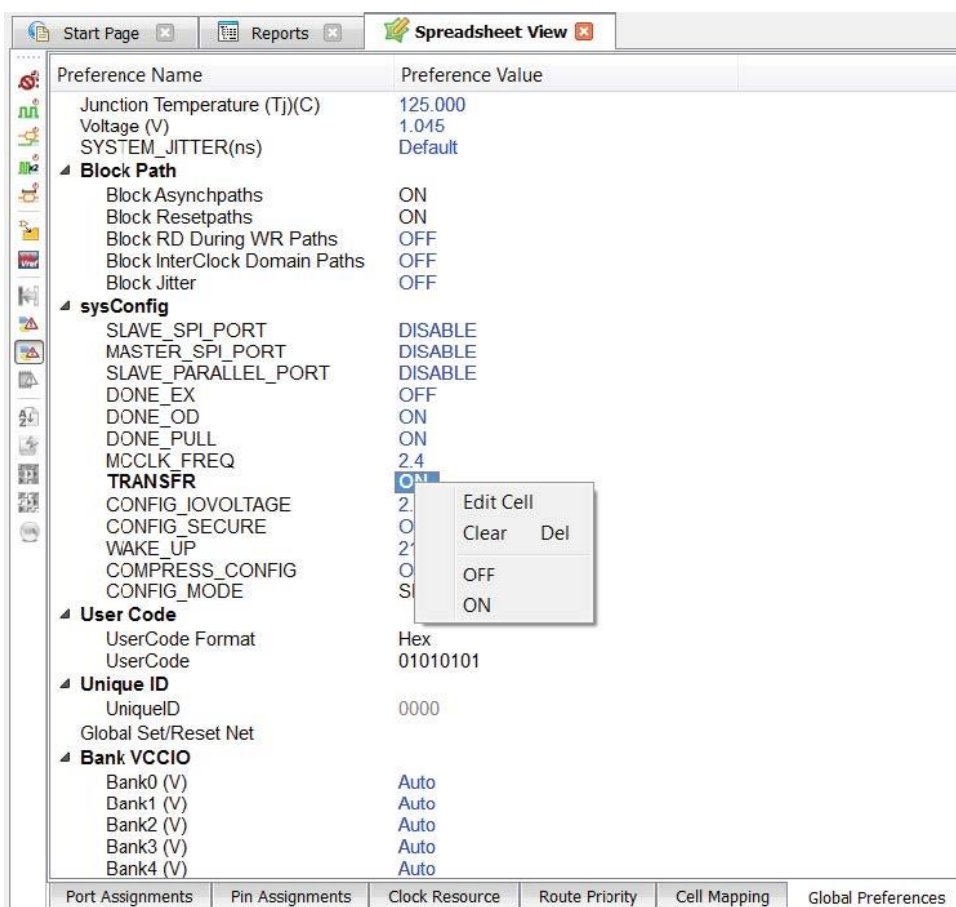 Start Page Reports Spreadsheet View
Preference Name Preference Value
Junction Temperature (Tj)(C) 125.000
Voltage (V) 1.045
SYSTEM_JITTER(ns) Default
Block Path
Block Asynchpaths ON
Block Resetpaths ON
Block RD During WR Paths OFF
Block InterClock Domain Paths OFF
Block Jitter OFF
sysConfig
SLAVE_SPI_PORT DISABLE
MASTER_SPI_PORT DISABLE
SLAVE_PARALLEL_PORT DISABLE
DONE_EX OFF
DONE_OD ON
DONE_PULL ON
MCCLK_FREQ 2.4
TRANSFR ON
CONFIG_IOVOLTAGE 2.
CONFIG_SECURE O
WAKE_UP 21
COMPRESS_CONFIG O
CONFIG_MODE
Edit Cell
Clear Del
OFF
ON
User Code
UserCode Format Hex
UserCode 01010101
Unique ID
UniqueID 0000
Global Set/Reset Net
Bank VCCIO
Bank0 (V) Auto
Bank1 (V) Auto
Bank2 (V) Auto
Bank3 (V) Auto
Bank4 (V) Auto
Port Assignments Pin Assignments Clock Resource Route Priority Cell Mapping Global Preferences